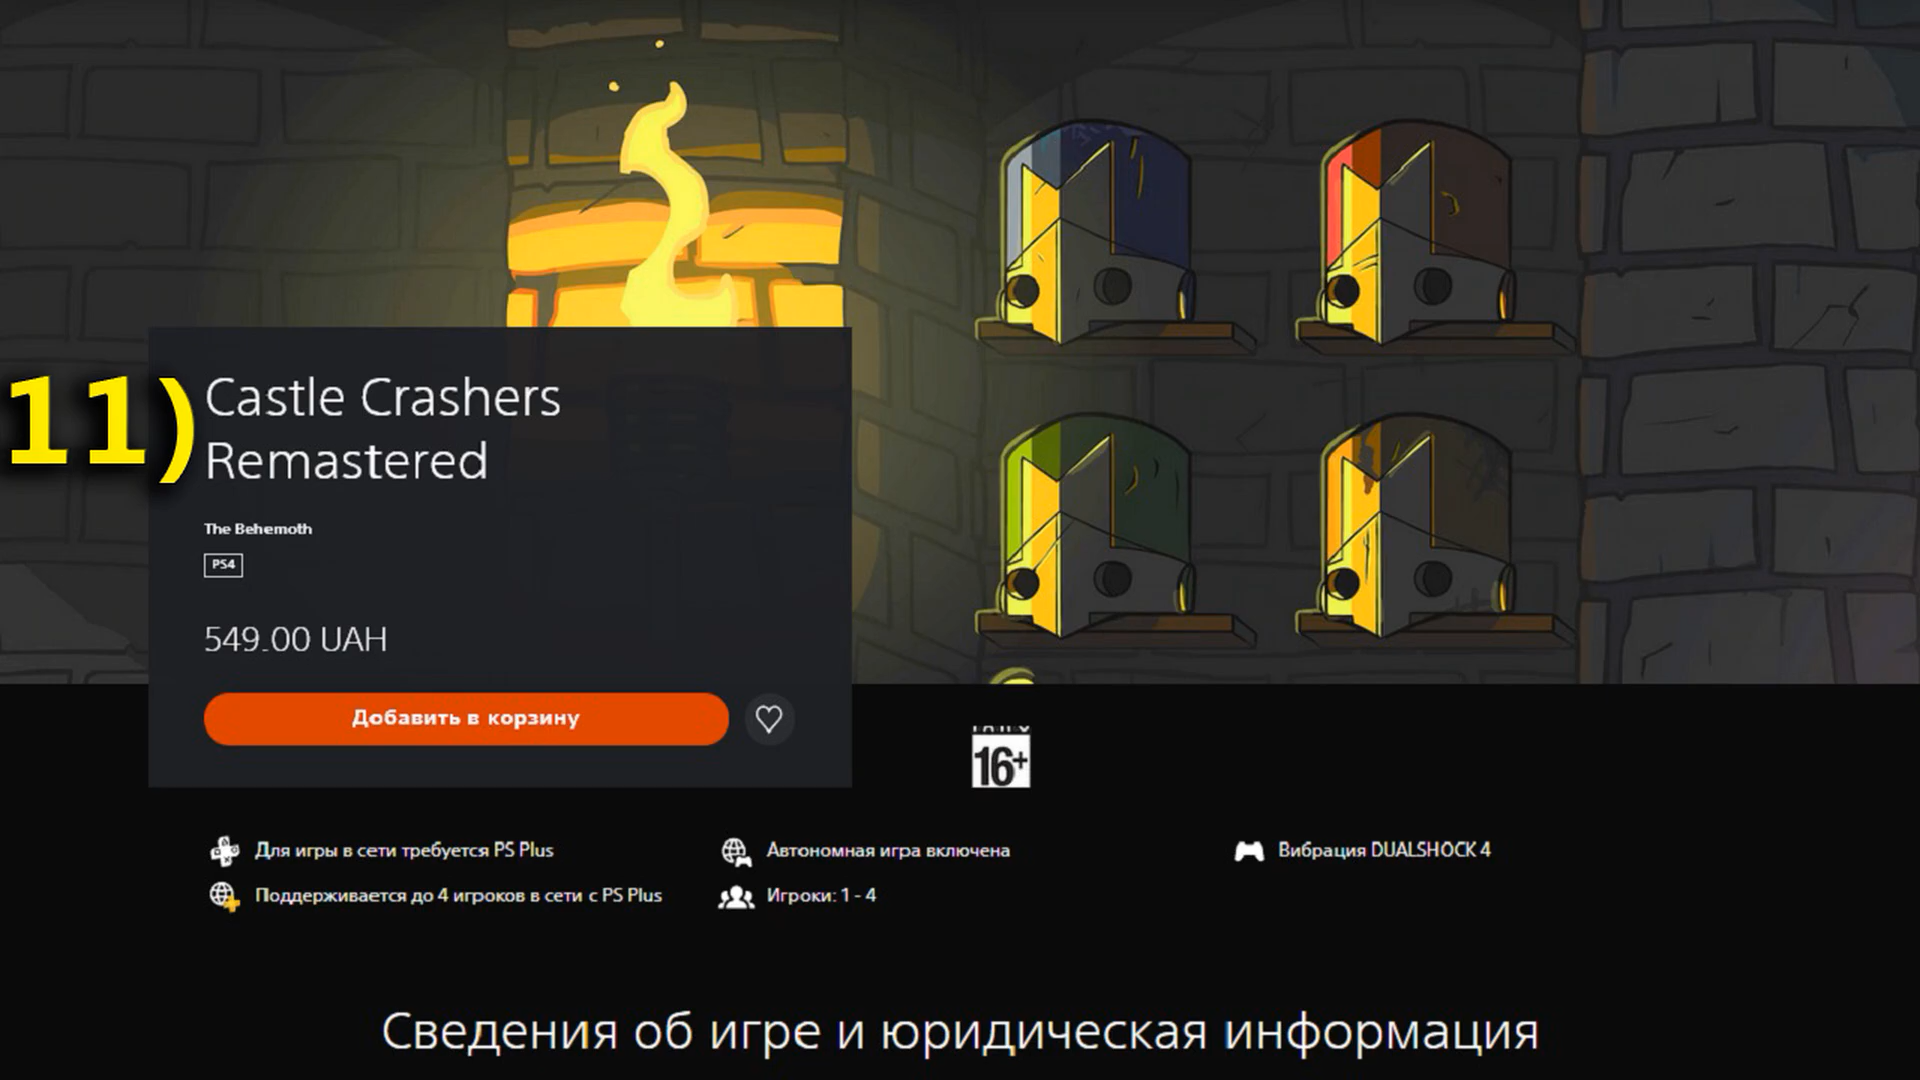 11)
Castle Crashers
Remastered
The Behemoth
PS4
549.00 UAH
Добавить в корзину
16+
Для игры в сети требуется PS Plus
Автономная игра включена
Вибрация DUALSHOCK 4
Поддерживается до 4 игроков в сети с PS Plus
Игроки: 1 - 4
Сведения об игре и юридическая информация